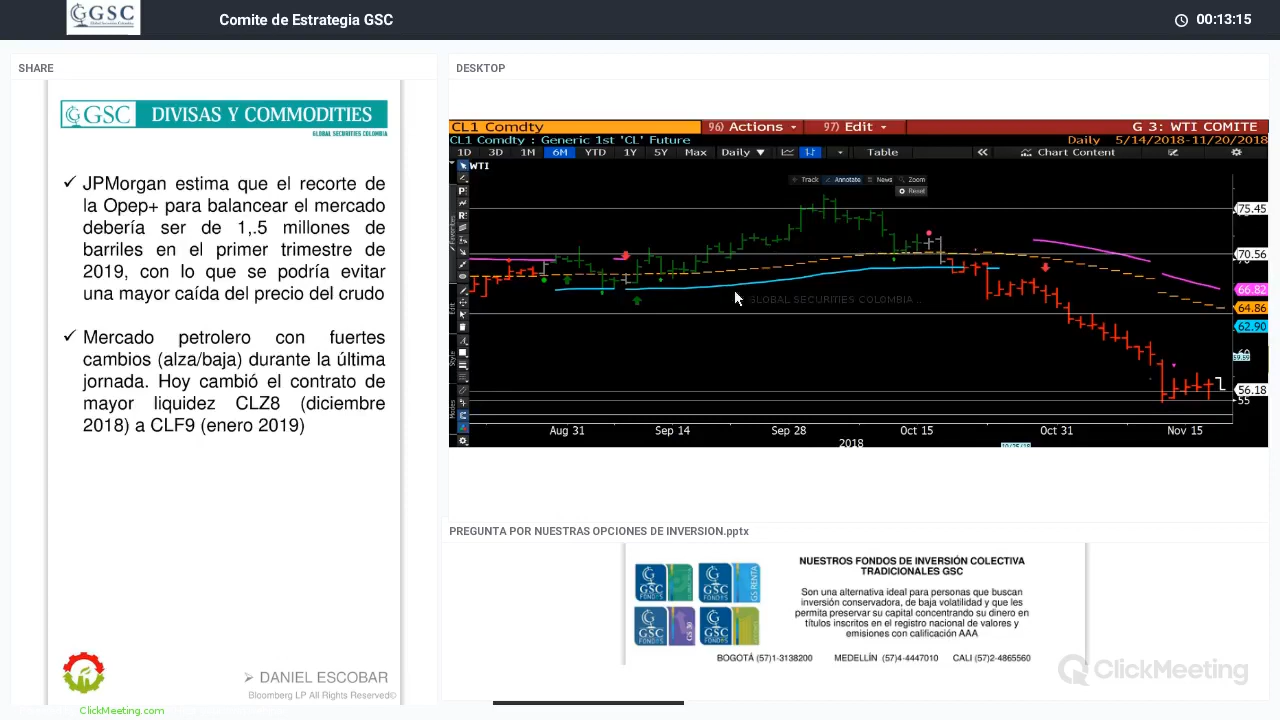 GSC
Comite de Estrategia GSC
00:13:15
SHARE
GSC DIVISAS Y COMMODITIES
GLOBAL SECURITIES COLOMBIA
JPMorgan estima que el recorte de
la Opep+ para balancear el mercado
debería ser de 1,.5 millones de
barriles en el primer trimestre de
2019, con lo que se podría evitar
una mayor caída del precio del crudo
Mercado petrolero con fuertes
cambios (alza/baja) durante la última
jornada. Hoy cambió el contrato de
mayor liquidez CLZ8 (diciembre
2018) a CLF9 (enero 2019)
DANIEL ESCOBAR
Bloomberg LP All Rights Reserved©
ClickMeeting.com
DESKTOP
CL1 Comdty 96) Actions 97) Edit G 3: WTI COMITE
CL1 Comdty : Generic 1st 'CL' Future Daily 5/14/2018-11/20/2018
1D 3D 1M 6M YTD 1Y 5Y Max Daily Table Chart Content
WTI
Track Annotate News Zoom
Reset
75.45
70.56
66.82
64.86
62.90
56.18
55
GLOBAL SECURITIES COLOMBIA ..
Aug 31 Sep 14 Sep 28 Oct 15 Oct 31 Nov 15
2018
10/25/18
PREGUNTA POR NUESTRAS OPCIONES DE INVERSION.pptx
NUESTROS FONDOS DE INVERSIÓN COLECTIVA
TRADICIONALES GSC
Son una alternativa ideal para personas que buscan
inversión conservadora, de baja volatilidad y que les
permita preservar su capital concentrando su dinero en
títulos inscritos en el registro nacional de valores y
emisiones con calificación AAA
BOGOTÁ (57)1-3138200 MEDELLÍN (57)4-4447010 CALI (57)2-4865560
ClickMeeting